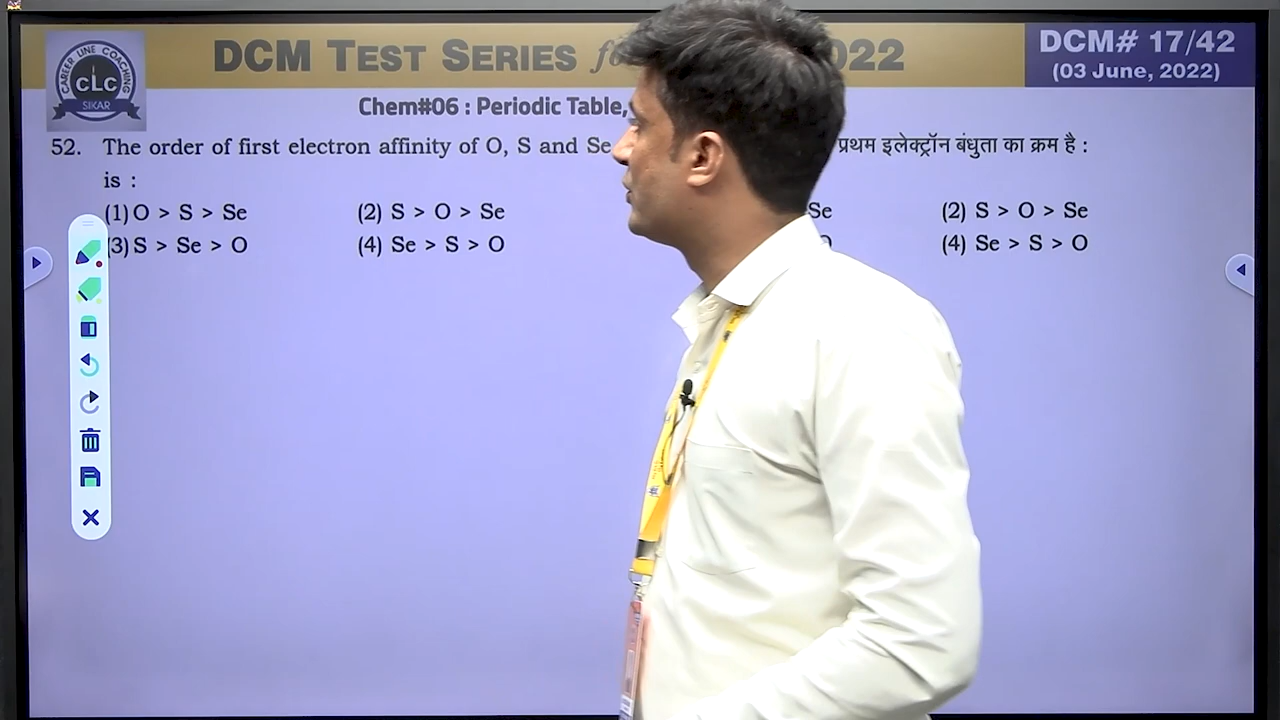 CAREER LINE COACHING
CLC
SIKAR
DCM TEST SERIES 022
DCM# 17/42
(03 June, 2022)
Chem#06 : Periodic Table,
52. The order of first electron affinity of O, S and Se प्रथम इलेक्ट्रॉन बंधुता का क्रम है :
is :
(1) O > S > Se (2) S > O > Se Se (2) S > O > Se
(3) S > Se > O (4) Se > S > O (4) Se > S > O